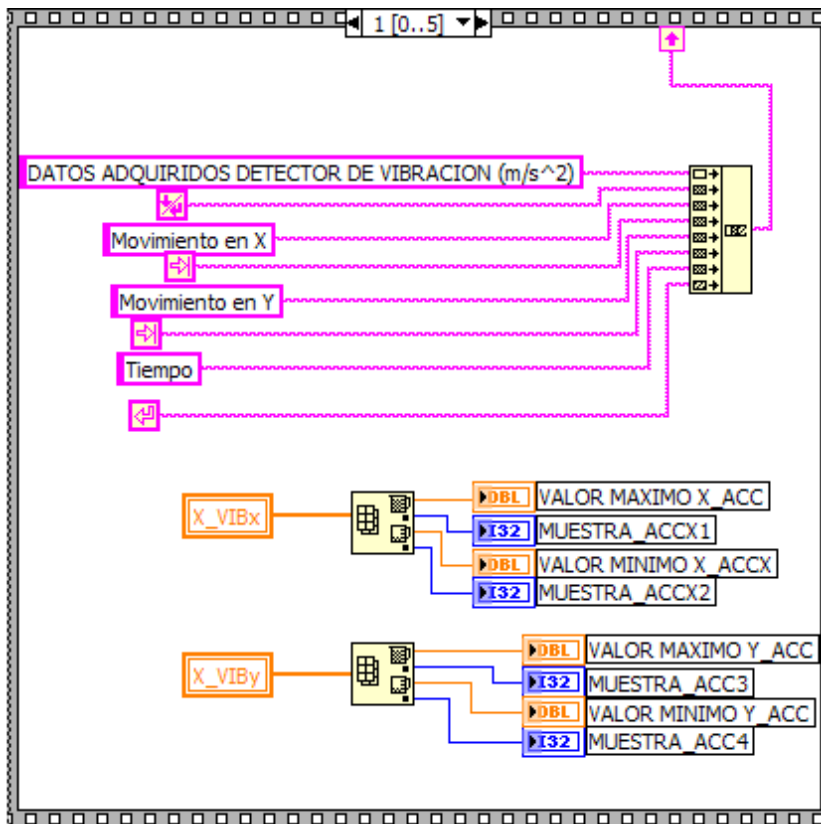 1 [0..5]
DATOS ADQUIRIDOS DETECTOR DE VIBRACION (m/s^2)
Movimiento en X
Movimiento en Y
Tiempo
X_VIBx
DBL VALOR MAXIMO X_ACC
I32 MUESTRA_ACCX1
DBL VALOR MINIMO X_ACCX
I32 MUESTRA_ACCX2
X_VIBy
DBL VALOR MAXIMO Y_ACC
I32 MUESTRA_ACC3
DBL VALOR MINIMO Y_ACC
I32 MUESTRA_ACC4